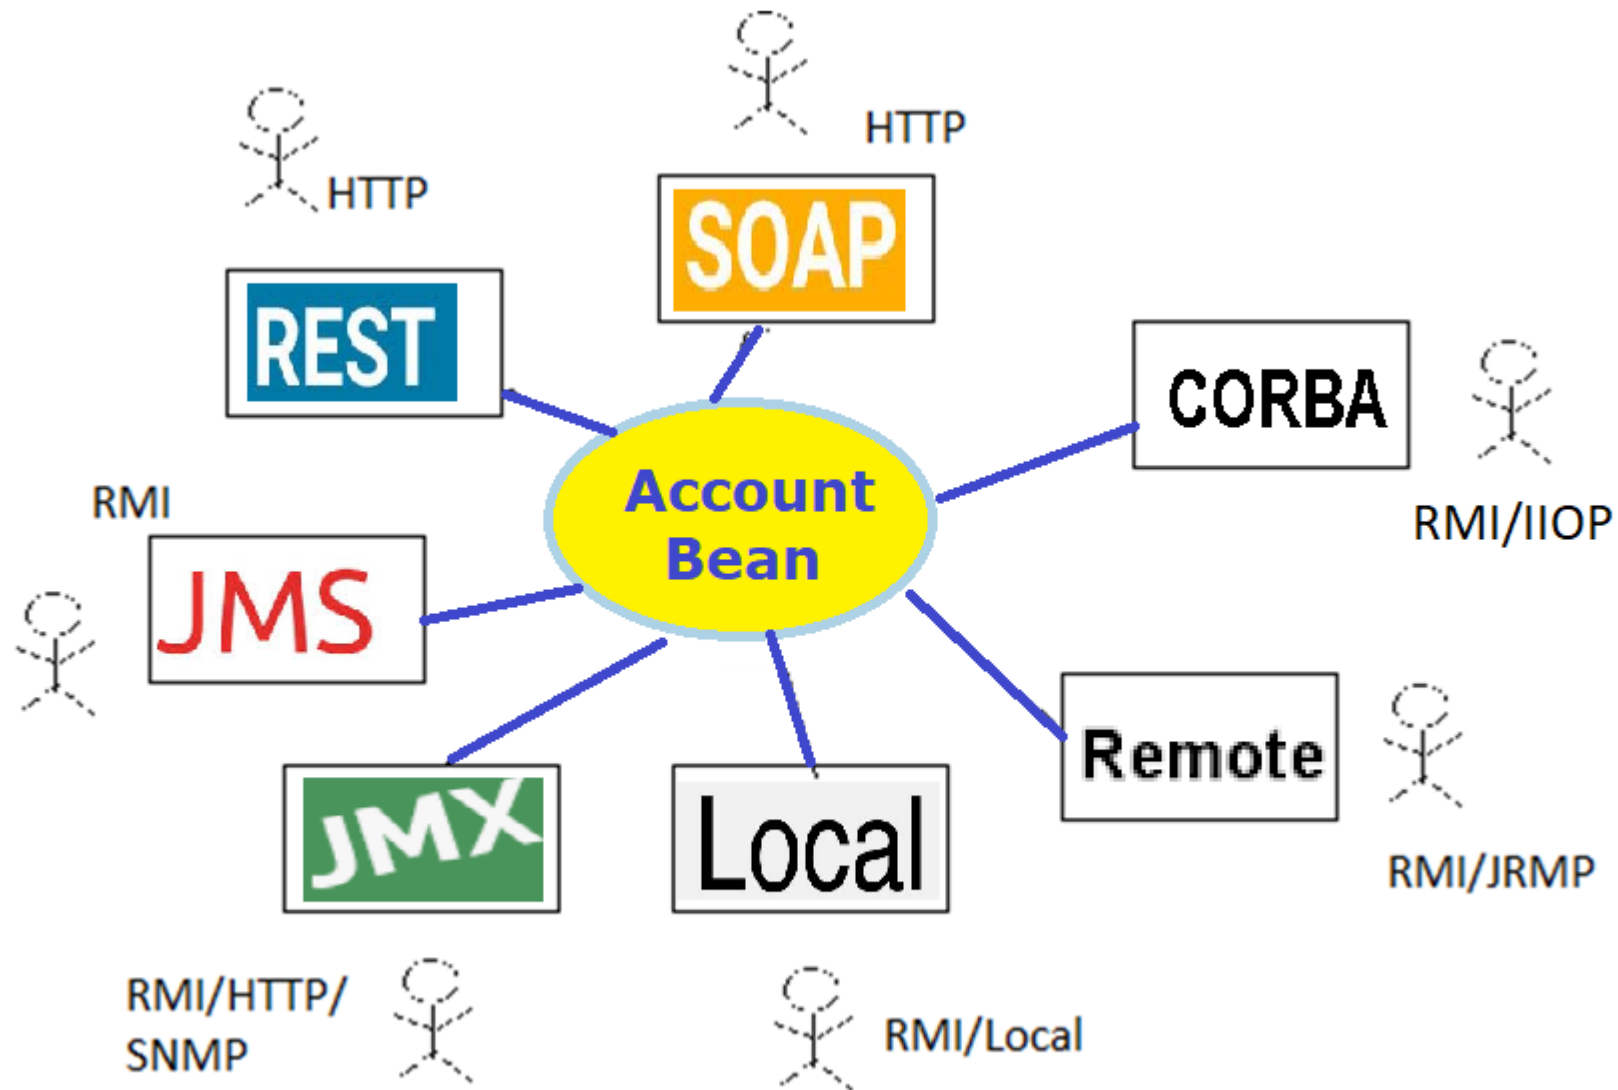 HTTP
SOAP
HTTP
REST
CORBA
RMI/IIOP
Account
Bean
RMI
JMS
Remote
RMI/JRMP
JMX
Local
RMI/HTTP/
SNMP
RMI/Local